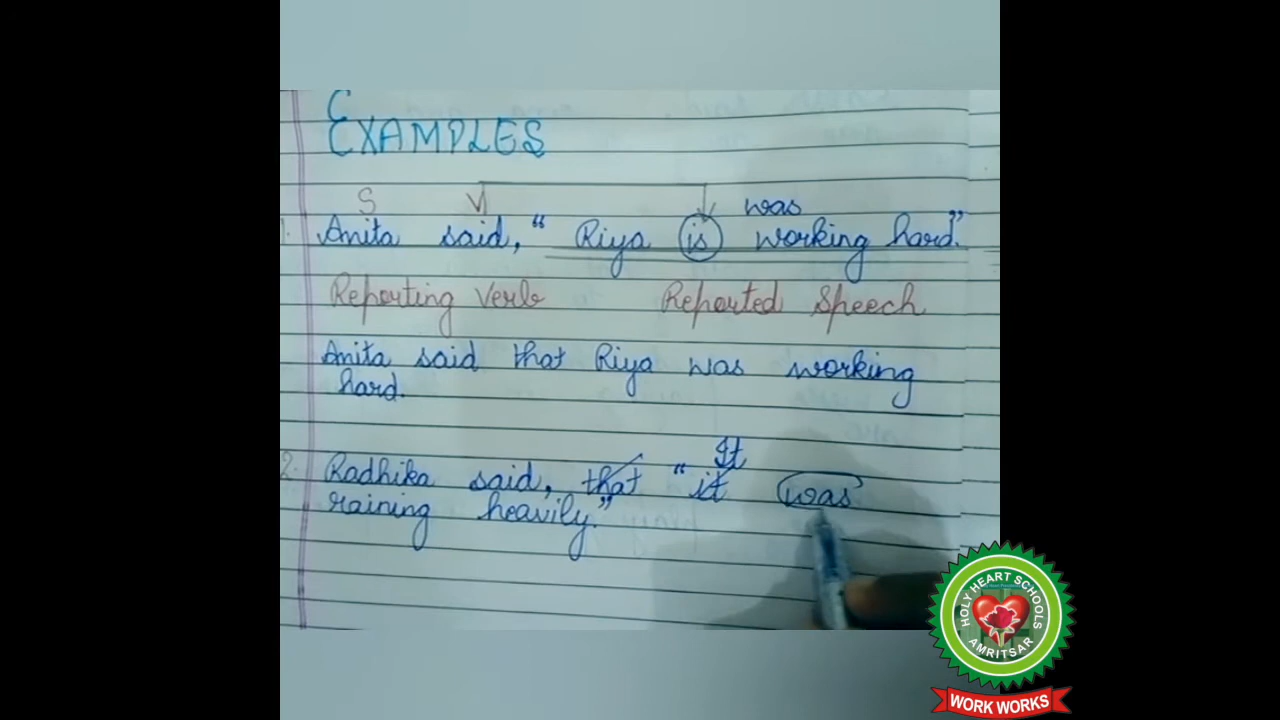 EXAMPLES
S V was
1. Anita said, “ Riya is working hard.”
Reporting Verb Reported Speech
Anita said that Riya was working
hard.
It
2. Radhika said, that “ it was
raining heavily.”
HOLY HEART SCHOOLS
AMRITSAR
WORK WORKS